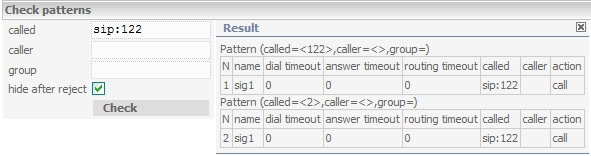 Check patterns
called sip:122
caller
group
hide after reject
Check
Result
Pattern (called=<122>,caller=<>,group=)
N name dial timeout answer timeout routing timeout called caller action
1 sig1 0 0 0 sip:122 call
Pattern (called=<2>,caller=<>,group=)
N name dial timeout answer timeout routing timeout called caller action
2 sig1 0 0 0 sip:122 call